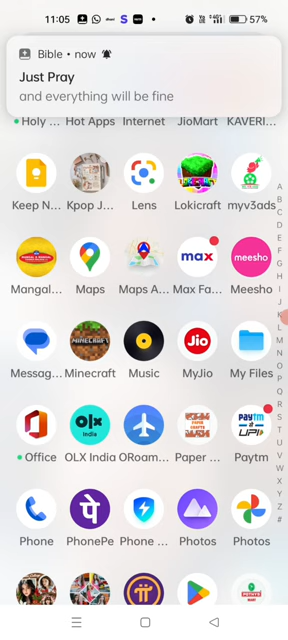 11:05
57%
Bible • now
Just Pray
and everything will be fine
Holy ... Hot Apps Internet JioMart KAVERI...
Keep N... Kpop J... Lens Lokicraft myv3ads
max meesho
Mangal... Maps Maps A... Max Fa... Meesho
MINECRAFT Jio
Messag... Minecraft Music MyJio My Files
olx India Paytm UPI
Office OLX India ORoam... Paper ... Paytm
Phone PhonePe Phone ... Photos Photos
A
B
C
D
E
F
G
H
I
J
K
L
M
N
O
P
Q
R
S
T
U
V
W
X
Y
Z
#